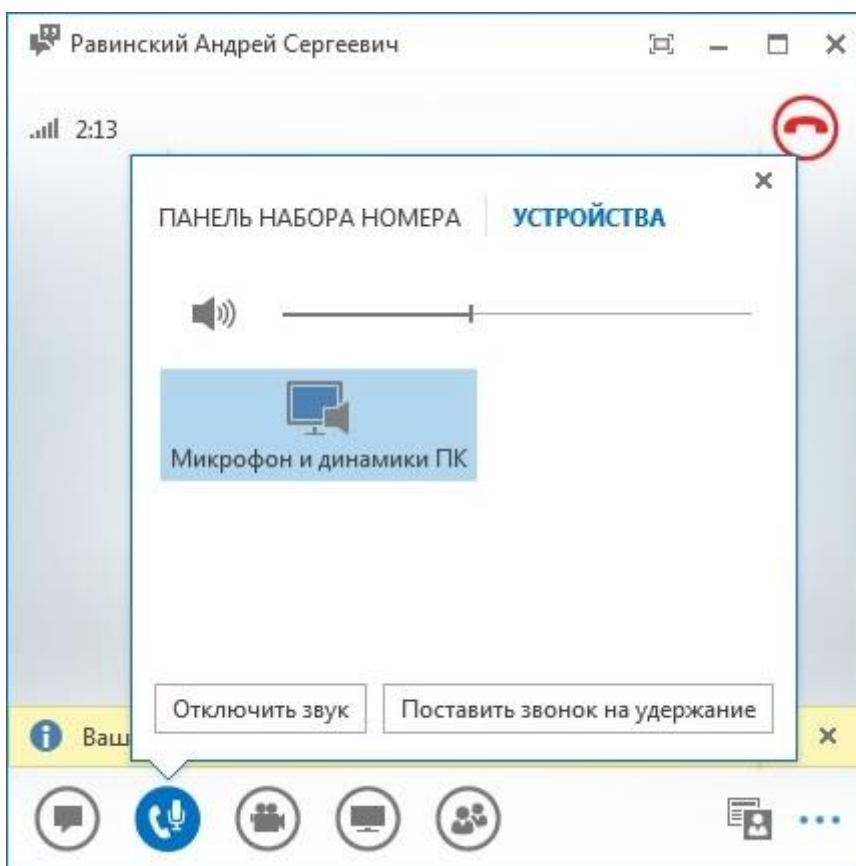 Равинский Андрей Сергеевич
2:13
ПАНЕЛЬ НАБОРА НОМЕРА УСТРОЙСТВА
Микрофон и динамики ПК
Отключить звук Поставить звонок на удержание
Ваш